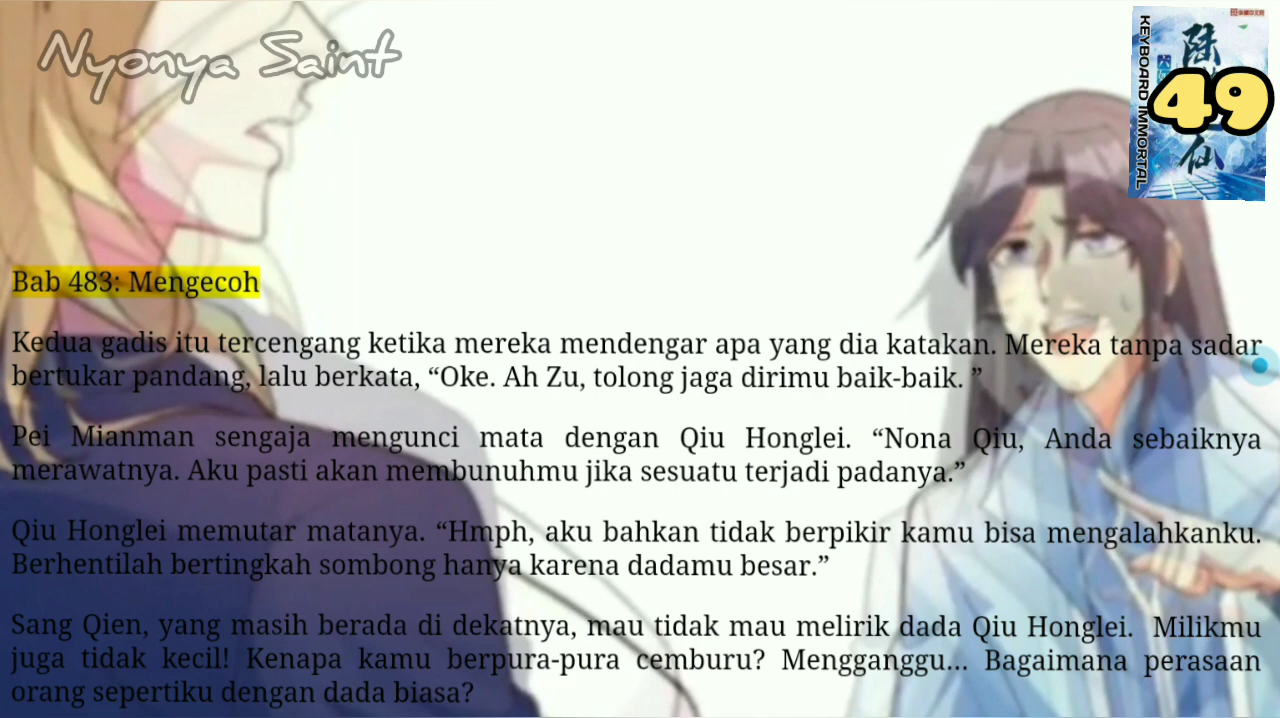 Nyonya Saint
KEYBOARD IMMORTAL
49
Bab 483: Mengecoh
Kedua gadis itu tercengang ketika mereka mendengar apa yang dia katakan. Mereka tanpa sadar
bertukar pandang, lalu berkata, “Oke. Ah Zu, tolong jaga dirimu baik-baik. ”
Pei Mianman sengaja mengunci mata dengan Qiu Honglei. “Nona Qiu, Anda sebaiknya
merawatnya. Aku pasti akan membunuhmu jika sesuatu terjadi padanya.”
Qiu Honglei memutar matanya. “Hmph, aku bahkan tidak berpikir kamu bisa mengalahkanku.
Berhentilah bertingkah sombong hanya karena dadamu besar.”
Sang Qien, yang masih berada di dekatnya, mau tidak mau melirik dada Qiu Honglei.  Milikmu
juga tidak kecil! Kenapa kamu berpura-pura cemburu? Mengganggu... Bagaimana perasaan
orang sepertiku dengan dada biasa?